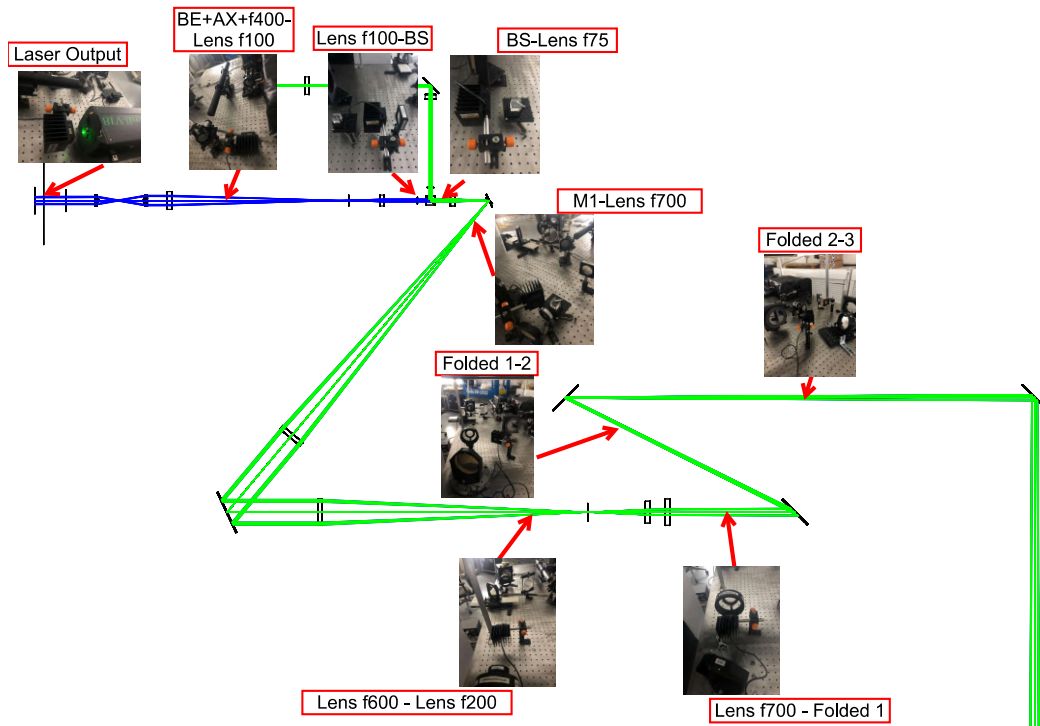 BE+AX+f400-
Lens f100
Lens f100-BS
BS-Lens f75
Laser Output
M1-Lens f700
Folded 2-3
Folded 1-2
Lens f600 - Lens f200
Lens f700 - Folded 1